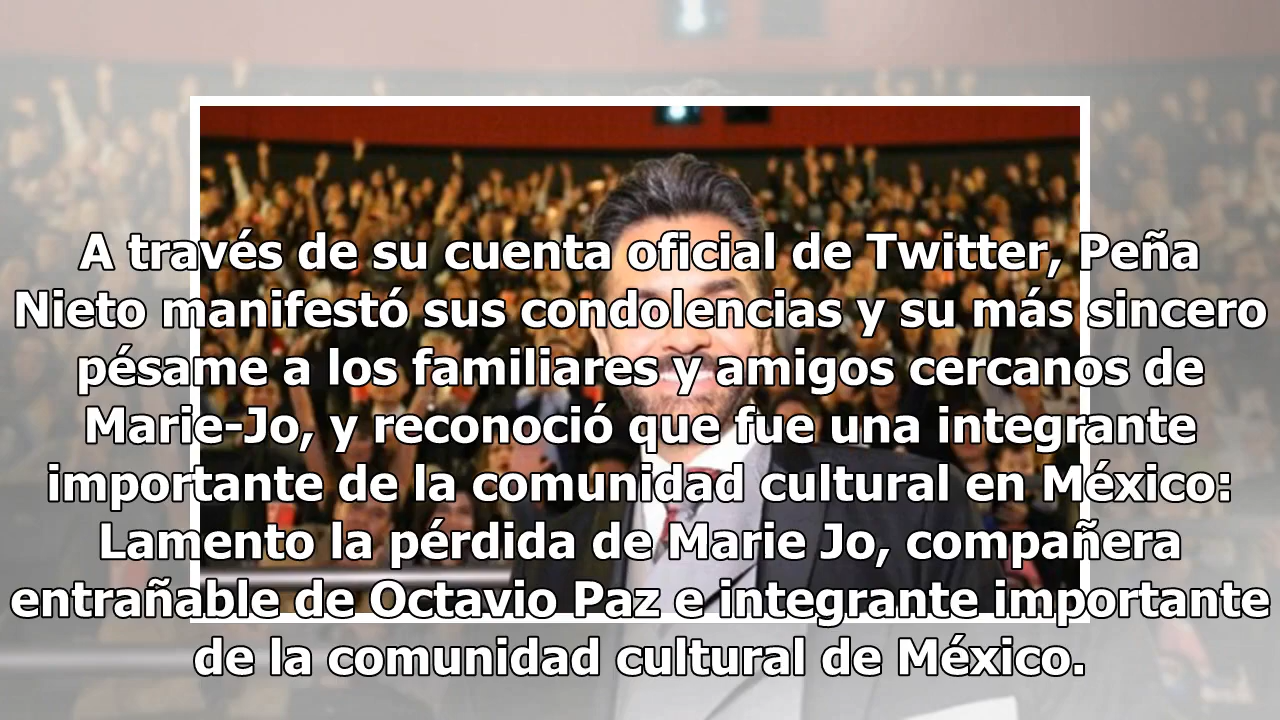 A través de su cuenta oficial de Twitter, Peña
Nieto manifestó sus condolencias y su más sincero
pésame a los familiares y amigos cercanos de
Marie-Jo, y reconoció que fue una integrante
importante de la comunidad cultural en México:
Lamento la pérdida de Marie Jo, compañera
entrañable de Octavio Paz e integrante importante
de la comunidad cultural de México.